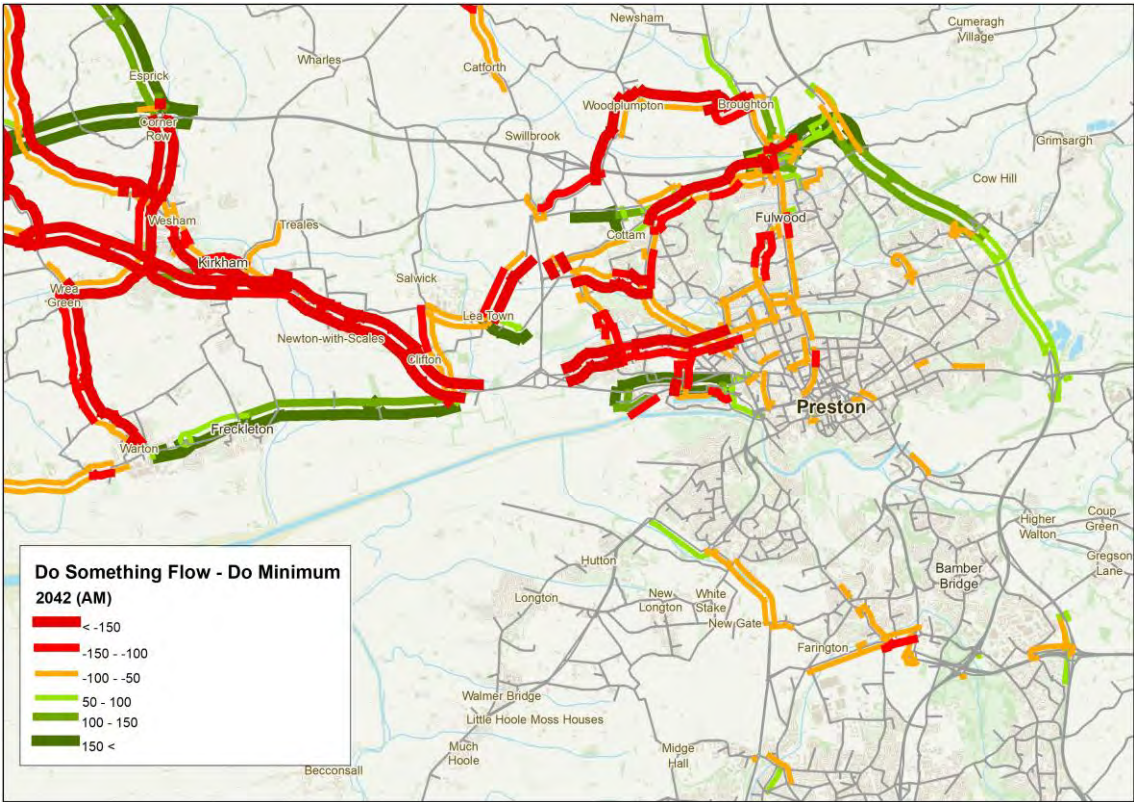 Newsham
Cumeragh
Village
Wharles
Esprick
Catforth
Woodplumpton
Broughton
Corner
Row
Swillbrook
Grimsargh
Cow Hill
Wesham
Treales
Fulwood
Cottam
Kirkham
Salwick
Wrea
Green
Lea Town
Newton-with-Scales
Clifton
Preston
Freckleton
Warton
Higher
Walton
Coup
Green
Gregson
Lane
Bamber
Bridge
Hutton
Longton
New
Longton
White
Stake
New Gate
Farington
Walmer Bridge
Little Hoole Moss Houses
Much
Hoole
Midge
Hall
Becconsall
Do Something Flow - Do Minimum
2042 (AM)
< -150
-150 - -100
-100 - -50
50 - 100
100 - 150
150 <